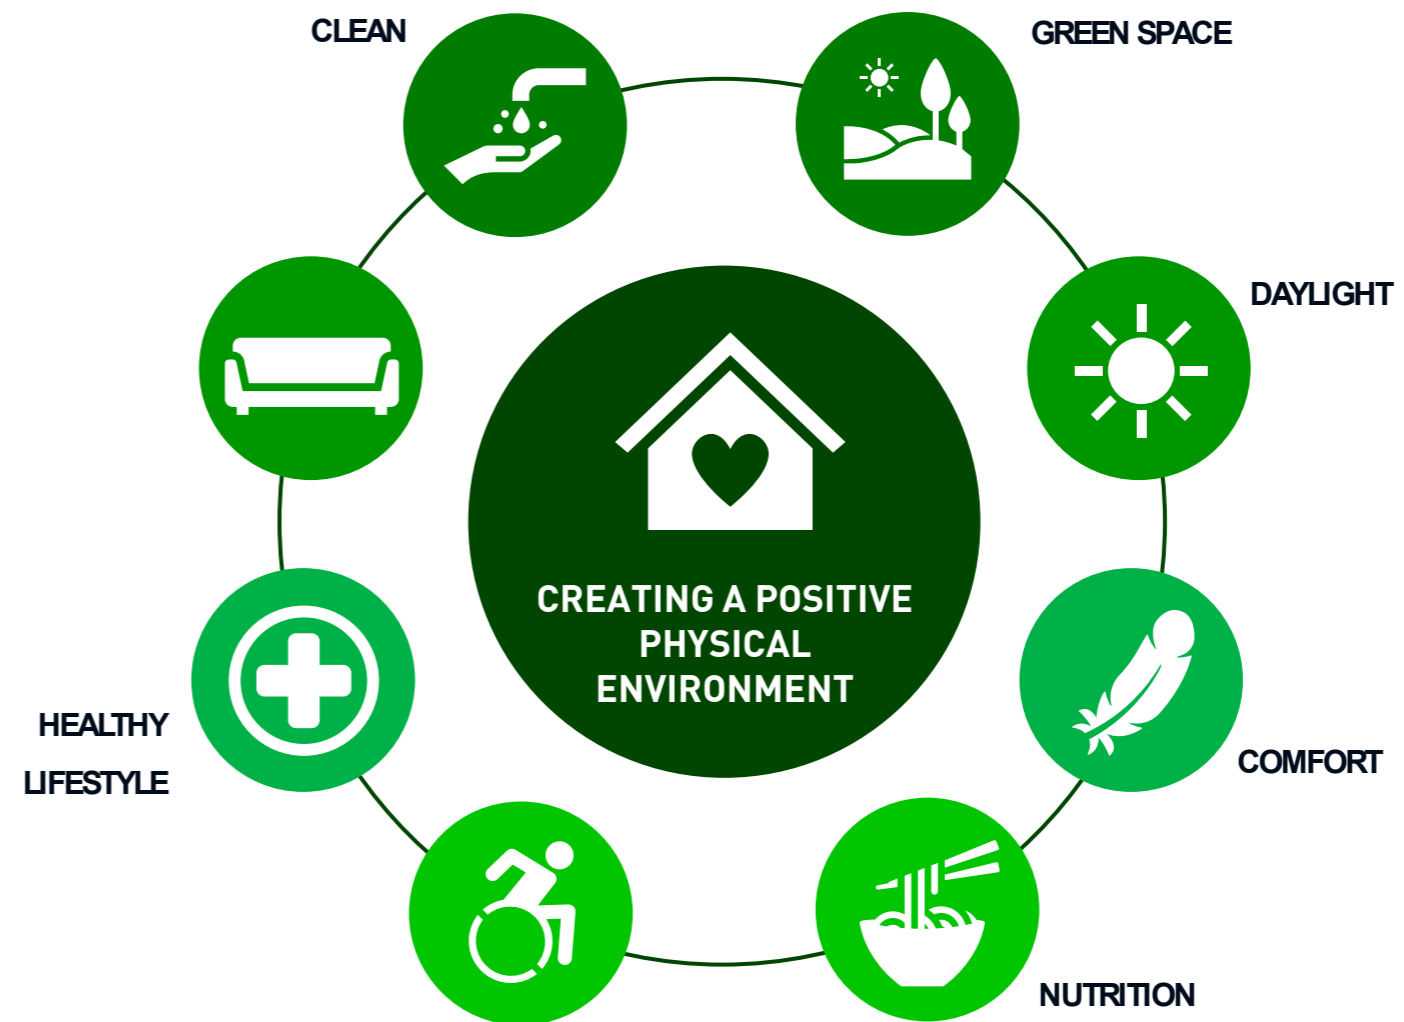 CLEAN
GREEN SPACE
DAYLIGHT
CREATING A POSITIVE
PHYSICAL
ENVIRONMENT
HEALTHY
LIFESTYLE
COMFORT
NUTRITION